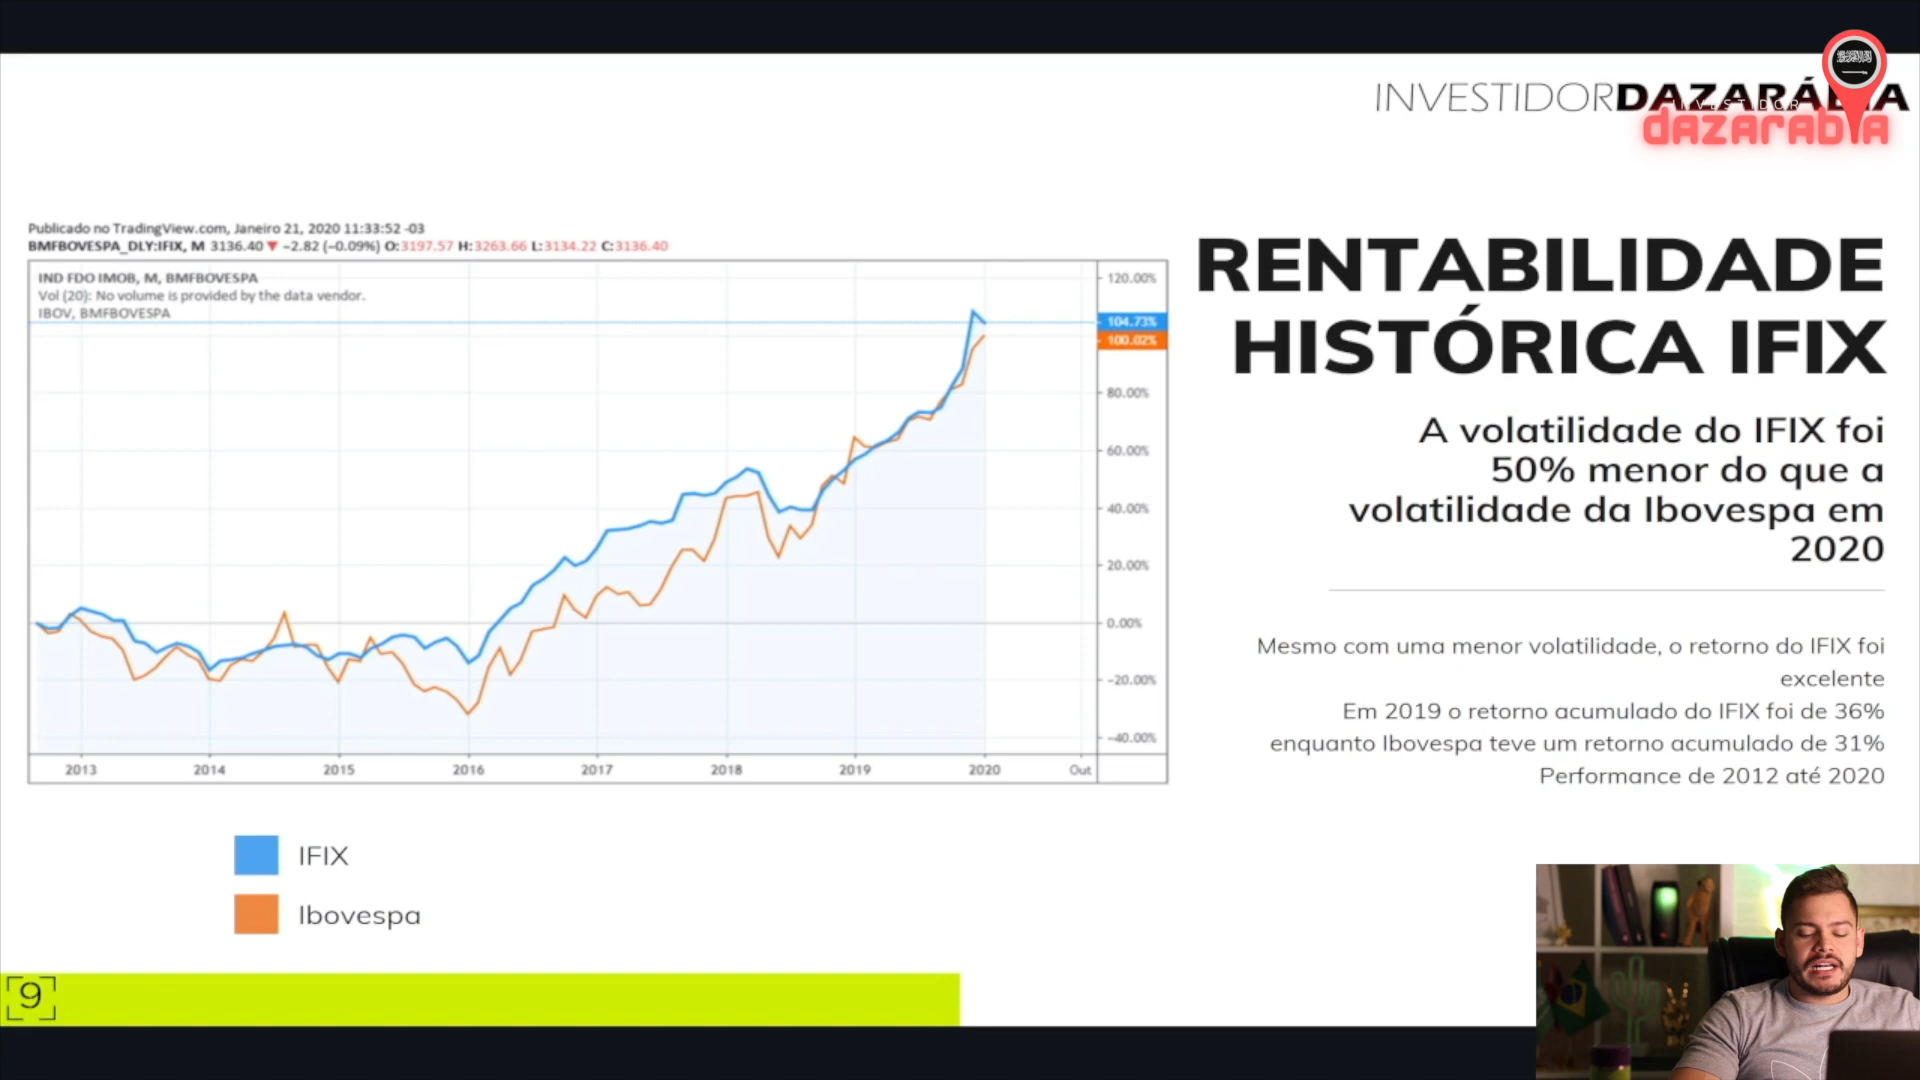 INVESTIDORDAZARÁBIA
INVESTIDOR
dazarabia
Publicado no TradingView.com, Janeiro 21, 2020 11:33:52 -03
BMFBOVESPA_DLY:IFIX, M 3136.40 ▼ −2.82 (−0.09%) O:3197.57 H:3263.66 L:3134.22 C:3136.40
IND FDO IMOB, M, BMFBOVESPA
Vol (20): No volume is provided by the data vendor.
IBOV, BMFBOVESPA
120.00%
104.73%
100.02%
80.00%
60.00%
40.00%
20.00%
0.00%
−20.00%
−40.00%
2013 2014 2015 2016 2017 2018 2019 2020 Out
RENTABILIDADE
HISTÓRICA IFIX
A volatilidade do IFIX foi
50% menor do que a
volatilidade da Ibovespa em
2020
Mesmo com uma menor volatilidade, o retorno do IFIX foi
excelente
Em 2019 o retorno acumulado do IFIX foi de 36%
enquanto Ibovespa teve um retorno acumulado de 31%
Performance de 2012 até 2020
IFIX
Ibovespa
9